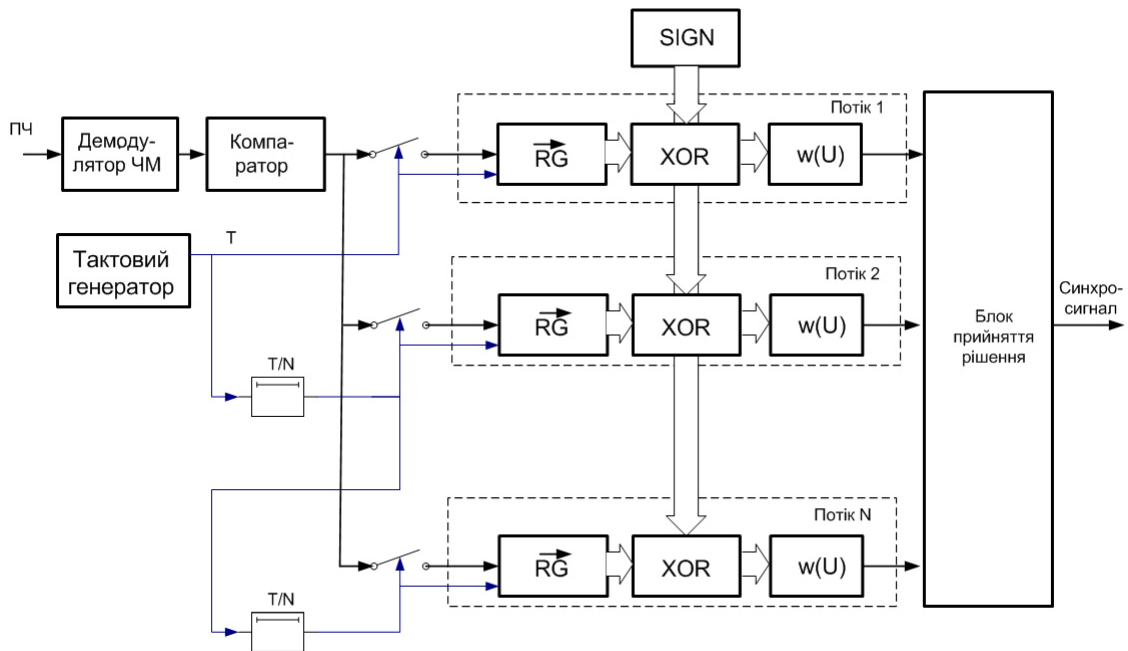 SIGN
Потік 1
ПЧ
Демоду-
лятор ЧМ
Компа-
ратор
RG
XOR
w(U)
T
Тактовий
генератор
Потік 2
RG
XOR
w(U)
T/N
Блок
прийняття
рішення
Синхро-
сигнал
Потік N
RG
XOR
w(U)
T/N